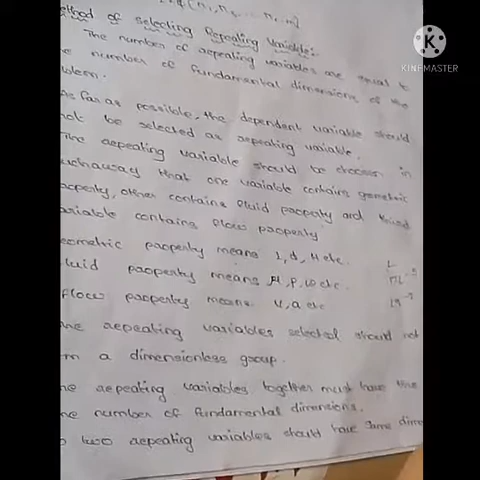 ethod of selecting Repeating Variable:-
The number of repeating variables are equal to
e number of fundamental dimensions of the
oblem.
As far as possible, the dependent variable should
not be selected as repeating variable.
The repeating variable should be choosen in
such a way that one variable contains geometric
roperty, other contains fluid property and third
ariable contains flow property.
eometric property means l, d, H etc.
luid property means μ, ρ, ω etc.
flow property means v, a etc
he repeating variables selected should not
rm a dimensionless group.
he repeating variables together must have the
me number of fundamental dimensions.
o two repeating variables should have same dime
L
KINEMASTER